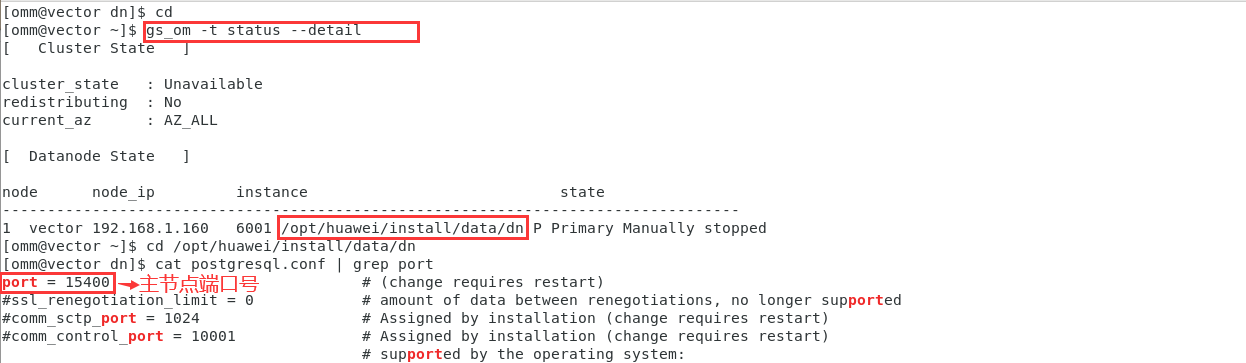 [omm@vector dn]$ cd
[omm@vector ~]$ gs_om -t status --detail
[   Cluster State   ]
cluster_state   : Unavailable
redistributing  : No
current_az      : AZ_ALL
[  Datanode State   ]
node      node_ip         instance                            state
----------------------------------------------------------------------------------
1  vector 192.168.1.160   6001 /opt/huawei/install/data/dn P Primary Manually stopped
[omm@vector ~]$ cd /opt/huawei/install/data/dn
[omm@vector dn]$ cat postgresql.conf | grep port
port = 15400 主节点端口号 # (change requires restart)
#ssl_renegotiation_limit = 0            # amount of data between renegotiations, no longer supported
#comm_sctp_port = 1024                  # Assigned by installation (change requires restart)
#comm_control_port = 10001              # Assigned by installation (change requires restart)
                                        # supported by the operating system: